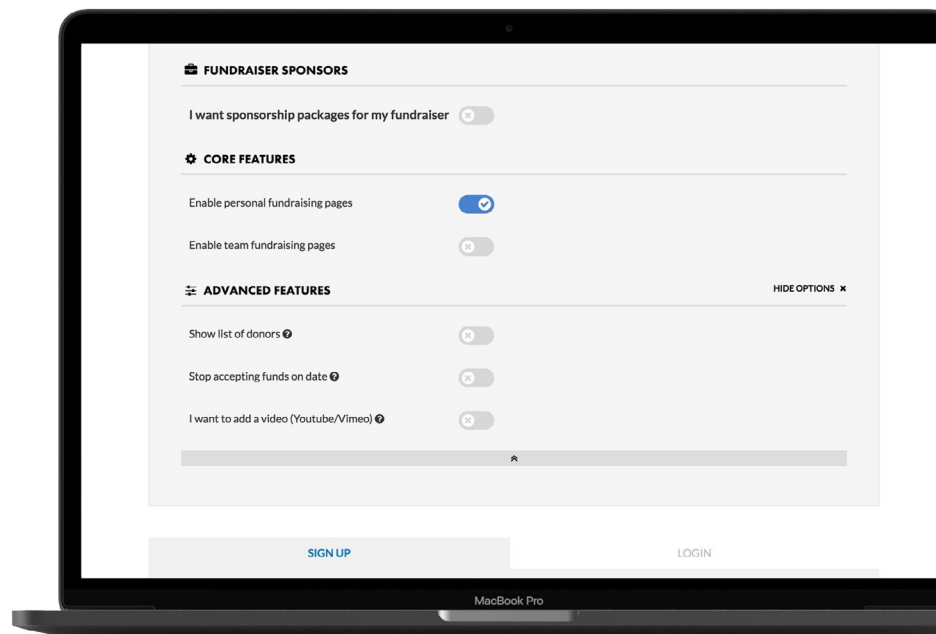 FUNDRAISER SPONSORS
I want sponsorship packages for my fundraiser
CORE FEATURES
Enable personal fundraising pages
Enable team fundraising pages
ADVANCED FEATURES
HIDE OPTIONS ×
Show list of donors ?
Stop accepting funds on date ?
I want to add a video (Youtube/Vimeo) ?
SIGN UP
LOGIN
MacBook Pro